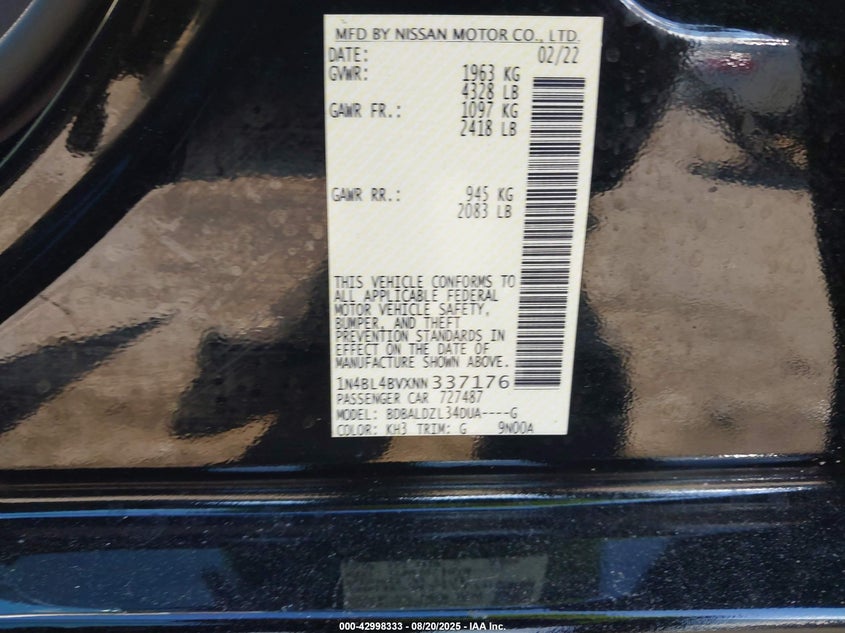 MFD BY NISSAN MOTOR CO., LTD.
DATE: 02/22
GVWR: 1963 KG
4328 LB
GAWR FR.: 1097 KG
2418 LB
GAWR RR.: 945 KG
2083 LB
THIS VEHICLE CONFORMS TO
ALL APPLICABLE FEDERAL
MOTOR VEHICLE SAFETY,
BUMPER, AND THEFT
PREVENTION STANDARDS IN
EFFECT ON THE DATE OF
MANUFACTURE SHOWN ABOVE.
1N4BL4BVXNN337176
PASSENGER CAR 727487
MODEL: BDBALDZL34DUA----G
COLOR: KH3 TRIM: G 9N00A
000-42998333 - 08/20/2025 - IAA Inc.